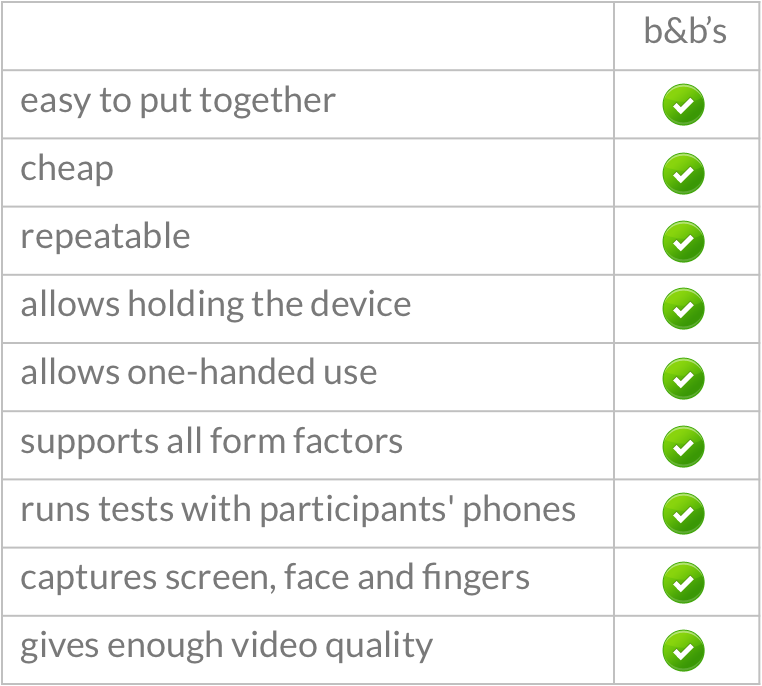 b&b’s
easy to put together
cheap
repeatable
allows holding the device
allows one-handed use
supports all form factors
runs tests with participants' phones
captures screen, face and fingers
gives enough video quality